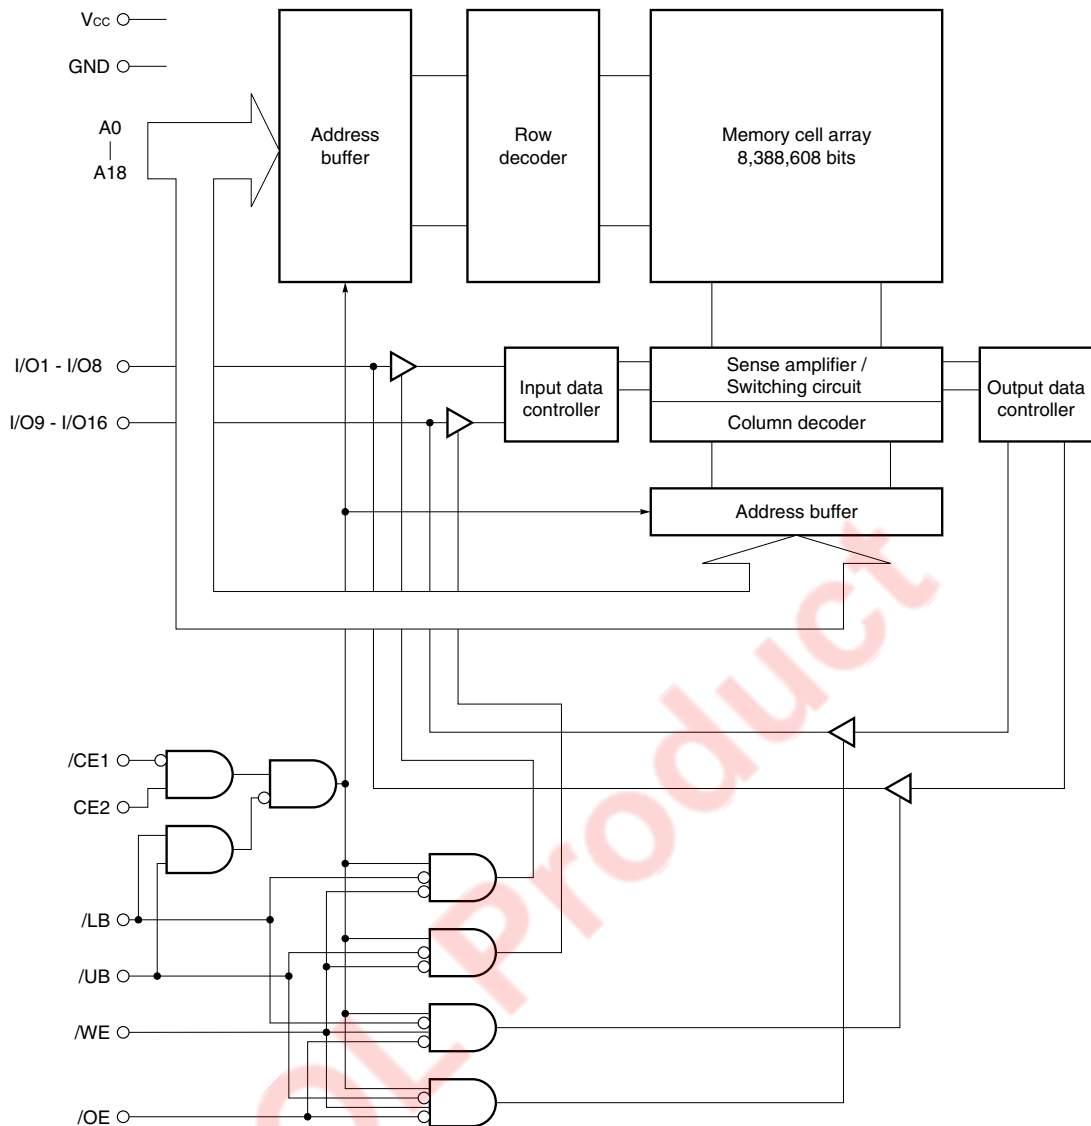 Vcc
GND
A0
A18
Address
buffer
Row
decoder
Memory cell array
8,388,608 bits
I/O1 - I/O8
I/O9 - I/O16
Input data
controller
Sense amplifier /
Switching circuit
Column decoder
Output data
controller
Address buffer
/CE1
CE2
/LB
/UB
/WE
/OE
OL Product